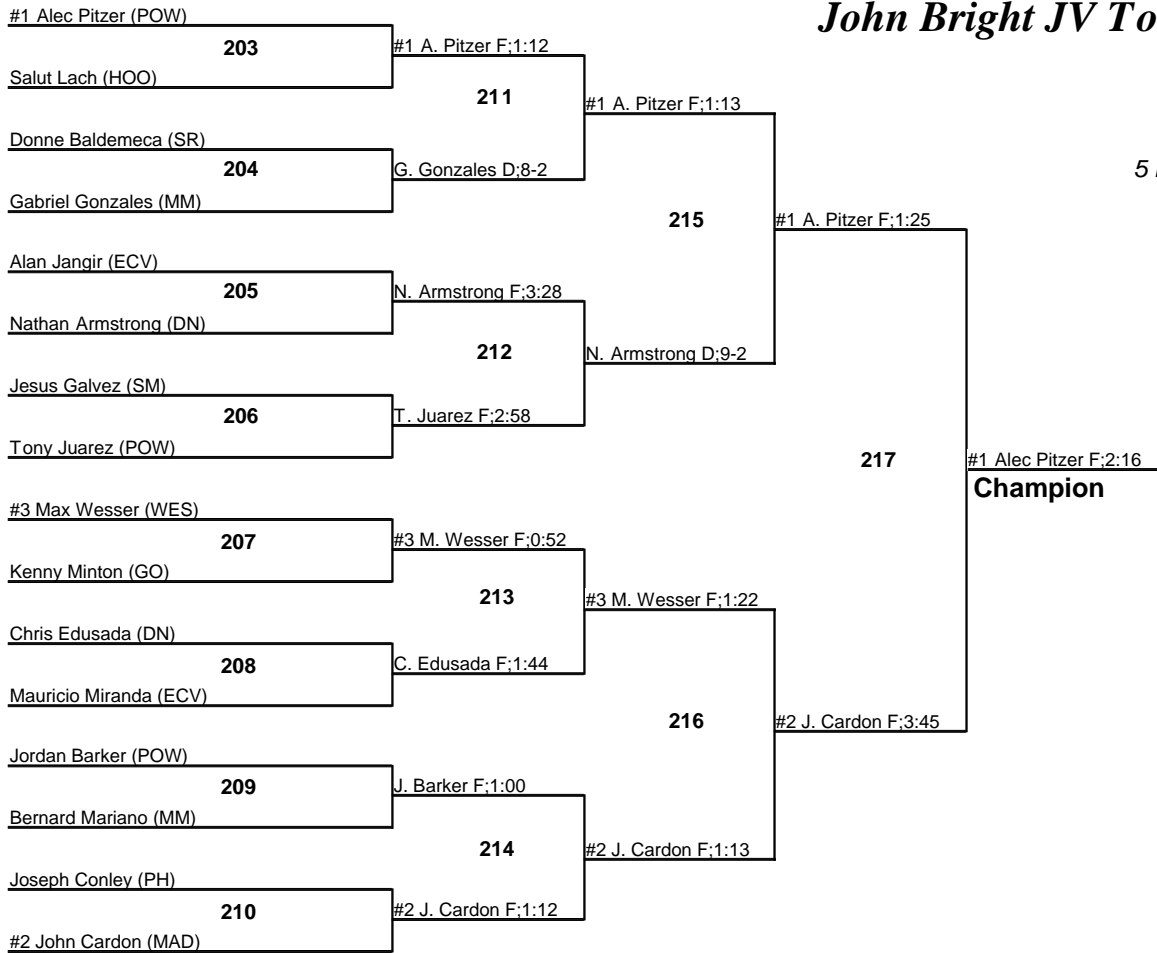 John Bright JV To
#1 Alec Pitzer (POW)
203
#1 A. Pitzer F;1:12
Salut Lach (HOO)
211
#1 A. Pitzer F;1:13
Donne Baldemeca (SR)
204
G. Gonzales D;8-2
5
Gabriel Gonzales (MM)
215
#1 A. Pitzer F;1:25
Alan Jangir (ECV)
205
N. Armstrong F;3:28
Nathan Armstrong (DN)
212
N. Armstrong D;9-2
Jesus Galvez (SM)
206
T. Juarez F;2:58
Tony Juarez (POW)
217
#1 Alec Pitzer F;2:16
Champion
#3 Max Wesser (WES)
207
#3 M. Wesser F;0:52
Kenny Minton (GO)
213
#3 M. Wesser F;1:22
Chris Edusada (DN)
208
C. Edusada F;1:44
Mauricio Miranda (ECV)
216
#2 J. Cardon F;3:45
Jordan Barker (POW)
209
J. Barker F;1:00
Bernard Mariano (MM)
214
#2 J. Cardon F;1:13
Joseph Conley (PH)
210
#2 J. Cardon F;1:12
#2 John Cardon (MAD)